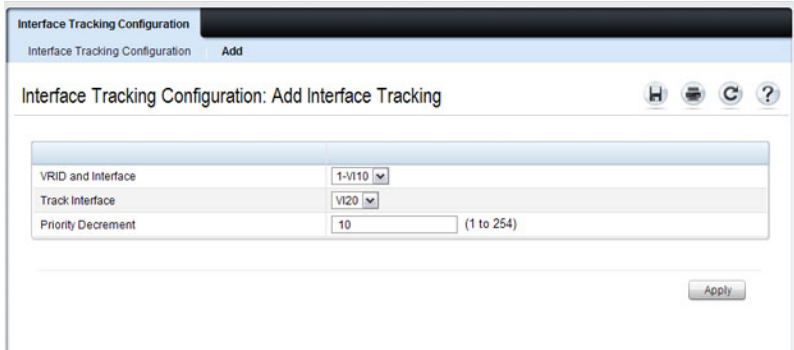 Interface Tracking Configuration
Interface Tracking Configuration Add
Interface Tracking Configuration: Add Interface Tracking
VRID and Interface 1-Vl10
Track Interface Vl20
Priority Decrement 10 (1 to 254)
Apply